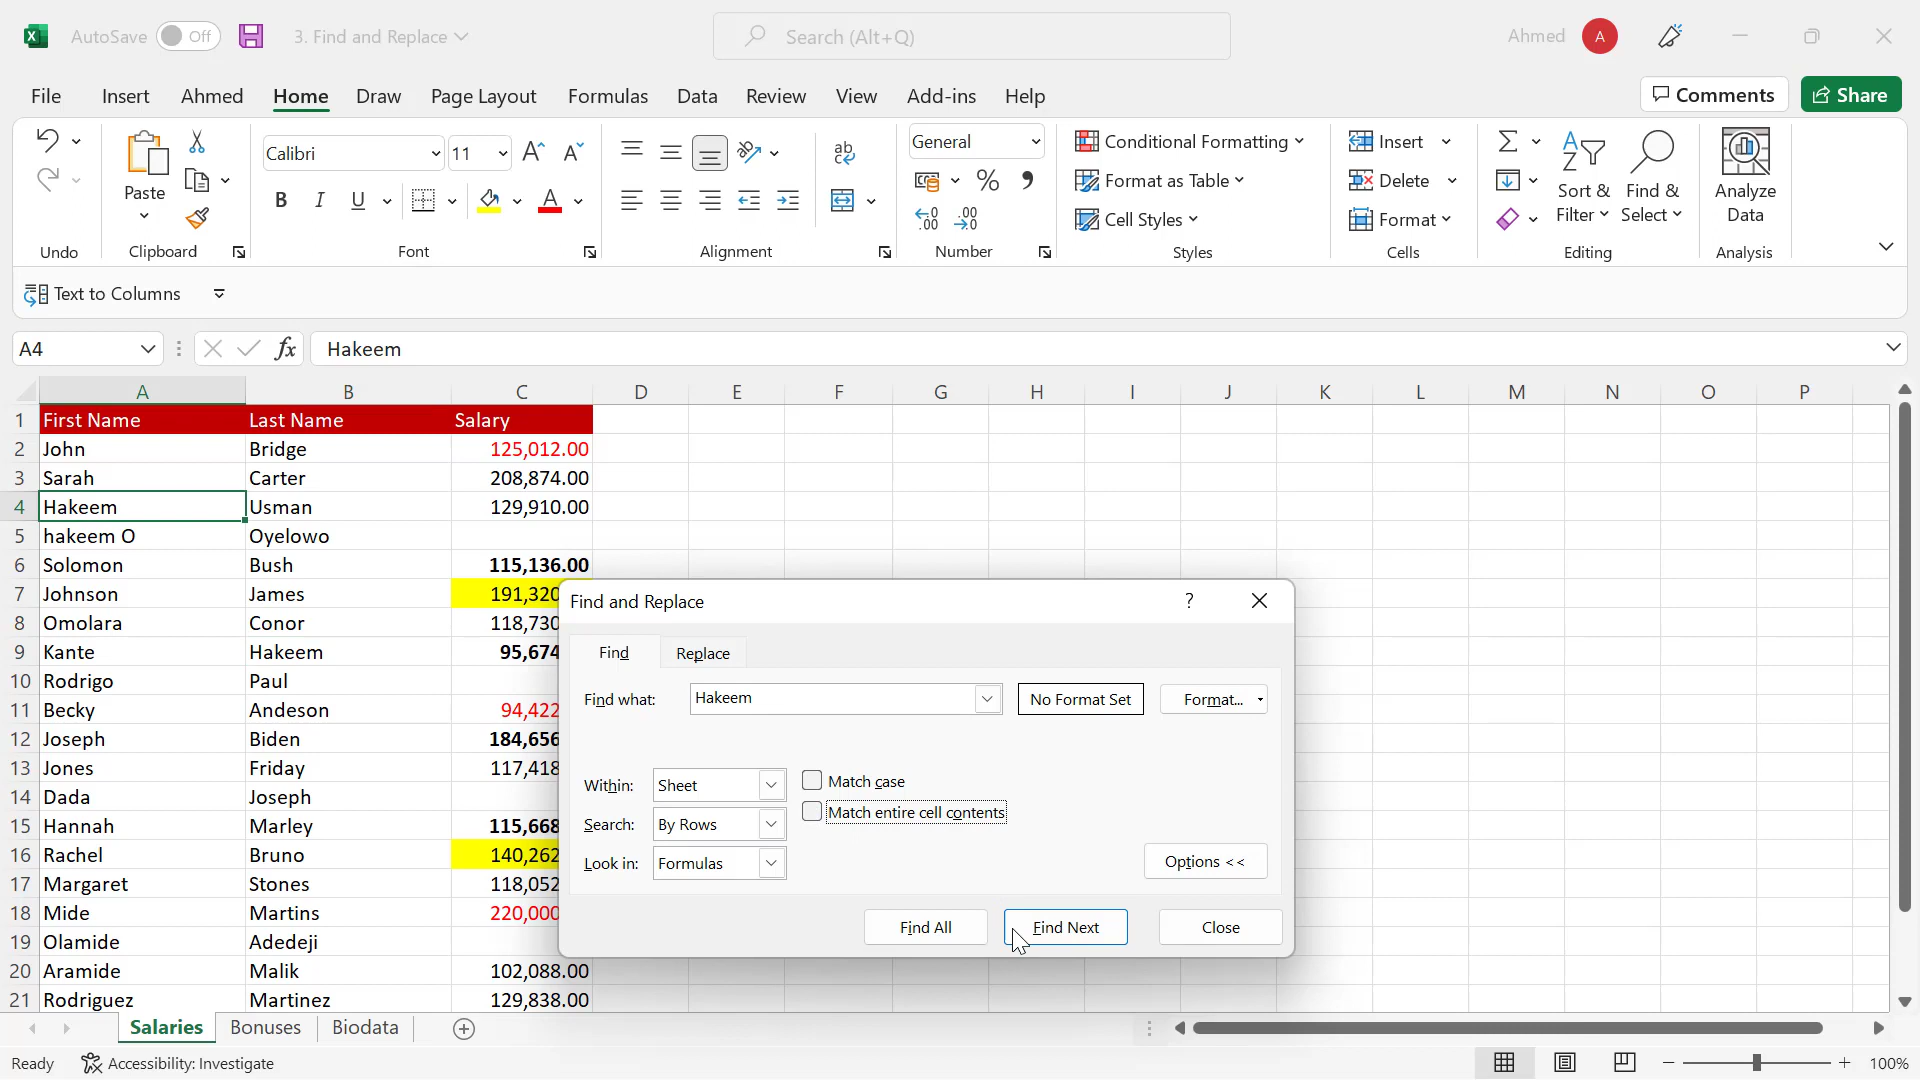 AutoSave Off 3. Find and Replace Search (Alt+Q) Ahmed A
File Insert Ahmed Home Draw Page Layout Formulas Data Review View Add-ins Help Comments Share
Calibri 11 General Conditional Formatting Insert
Paste Format as Table Delete Sort & Filter Find & Select Analyze Data
Cell Styles Format
Undo Clipboard Font Alignment Number Styles Cells Editing Analysis
Text to Columns
A4 fx Hakeem
A B C D E F G H I J K L M N O P
1 First Name Last Name Salary
2 John Bridge 125,012.00
3 Sarah Carter 208,874.00
4 Hakeem Usman 129,910.00
5 hakeem O Oyelowo
6 Solomon Bush 115,136.00
7 Johnson James 191,320
8 Omolara Conor 118,730
9 Kante Hakeem 95,674
10 Rodrigo Paul
11 Becky Andeson 94,422
12 Joseph Biden 184,656
13 Jones Friday 117,418
14 Dada Joseph
15 Hannah Marley 115,668
16 Rachel Bruno 140,262
17 Margaret Stones 118,052
18 Mide Martins 220,000
19 Olamide Adedeji
20 Aramide Malik 102,088.00
21 Rodriguez Martinez 129,838.00
Find and Replace ?
Find Replace
Find what: Hakeem No Format Set Format...
Within: Sheet Match case
Match entire cell contents
Search: By Rows
Look in: Formulas Options <<
Find All Find Next Close
Salaries Bonuses Biodata
Ready Accessibility: Investigate 100%